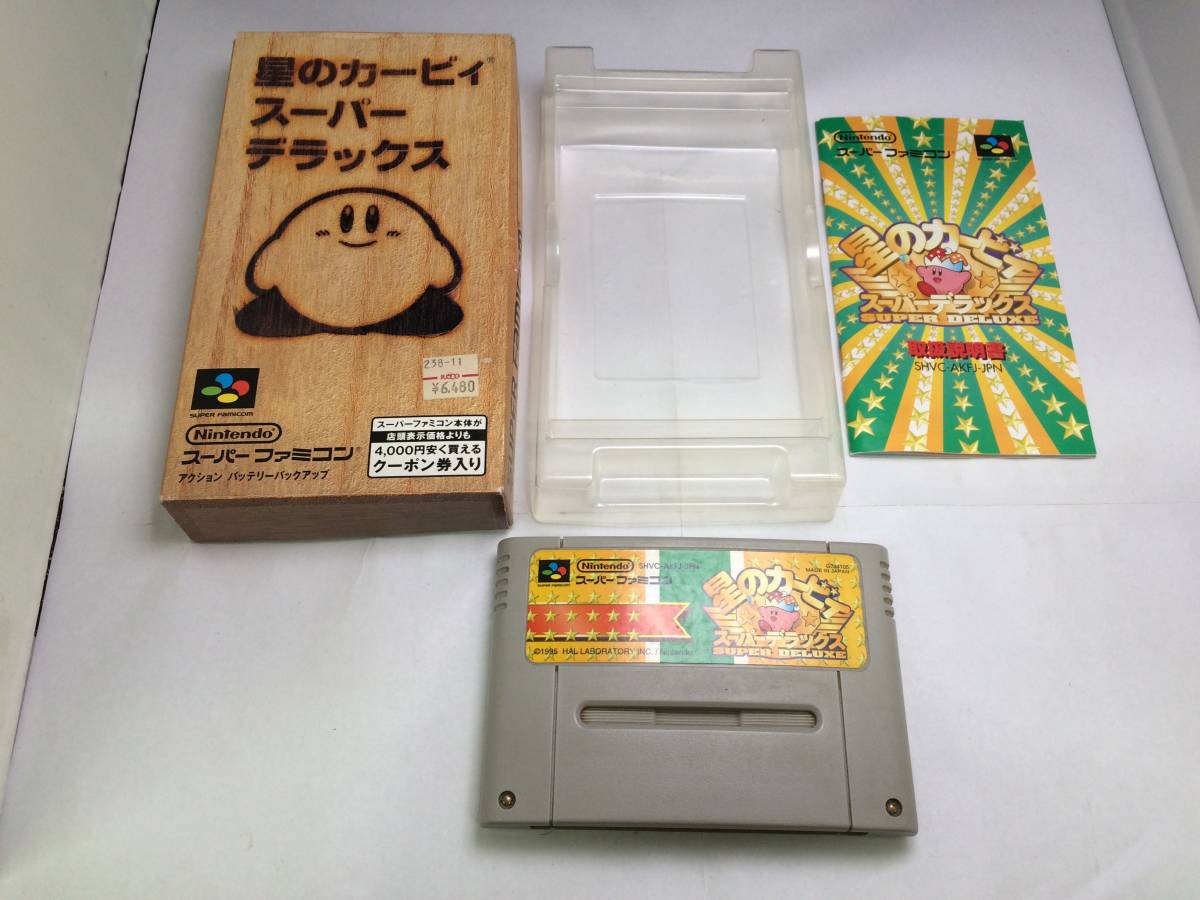 星のカービィ®
スーパー
デラックス
238-11
¥6,480
SUPER FAMICOM
Nintendo®
スーパーファミコン
アクション バッテリーバックアップ
スーパーファミコン本体が
店頭表示価格よりも
4,000円安く買える
クーポン券入り
Nintendo
スーパーファミコン
星のカービィ
スーパーデラックス
SUPER DELUXE
取扱説明書
SHVC-AKFJ-JPN
SUPER FAMICOM
Nintendo
SHVC-AKFJ-JPN
スーパーファミコン
MADE IN JAPAN
星のカービィ
スーパーデラックス
SUPER DELUXE
©1995 HAL LABORATORY INC. / Nintendo